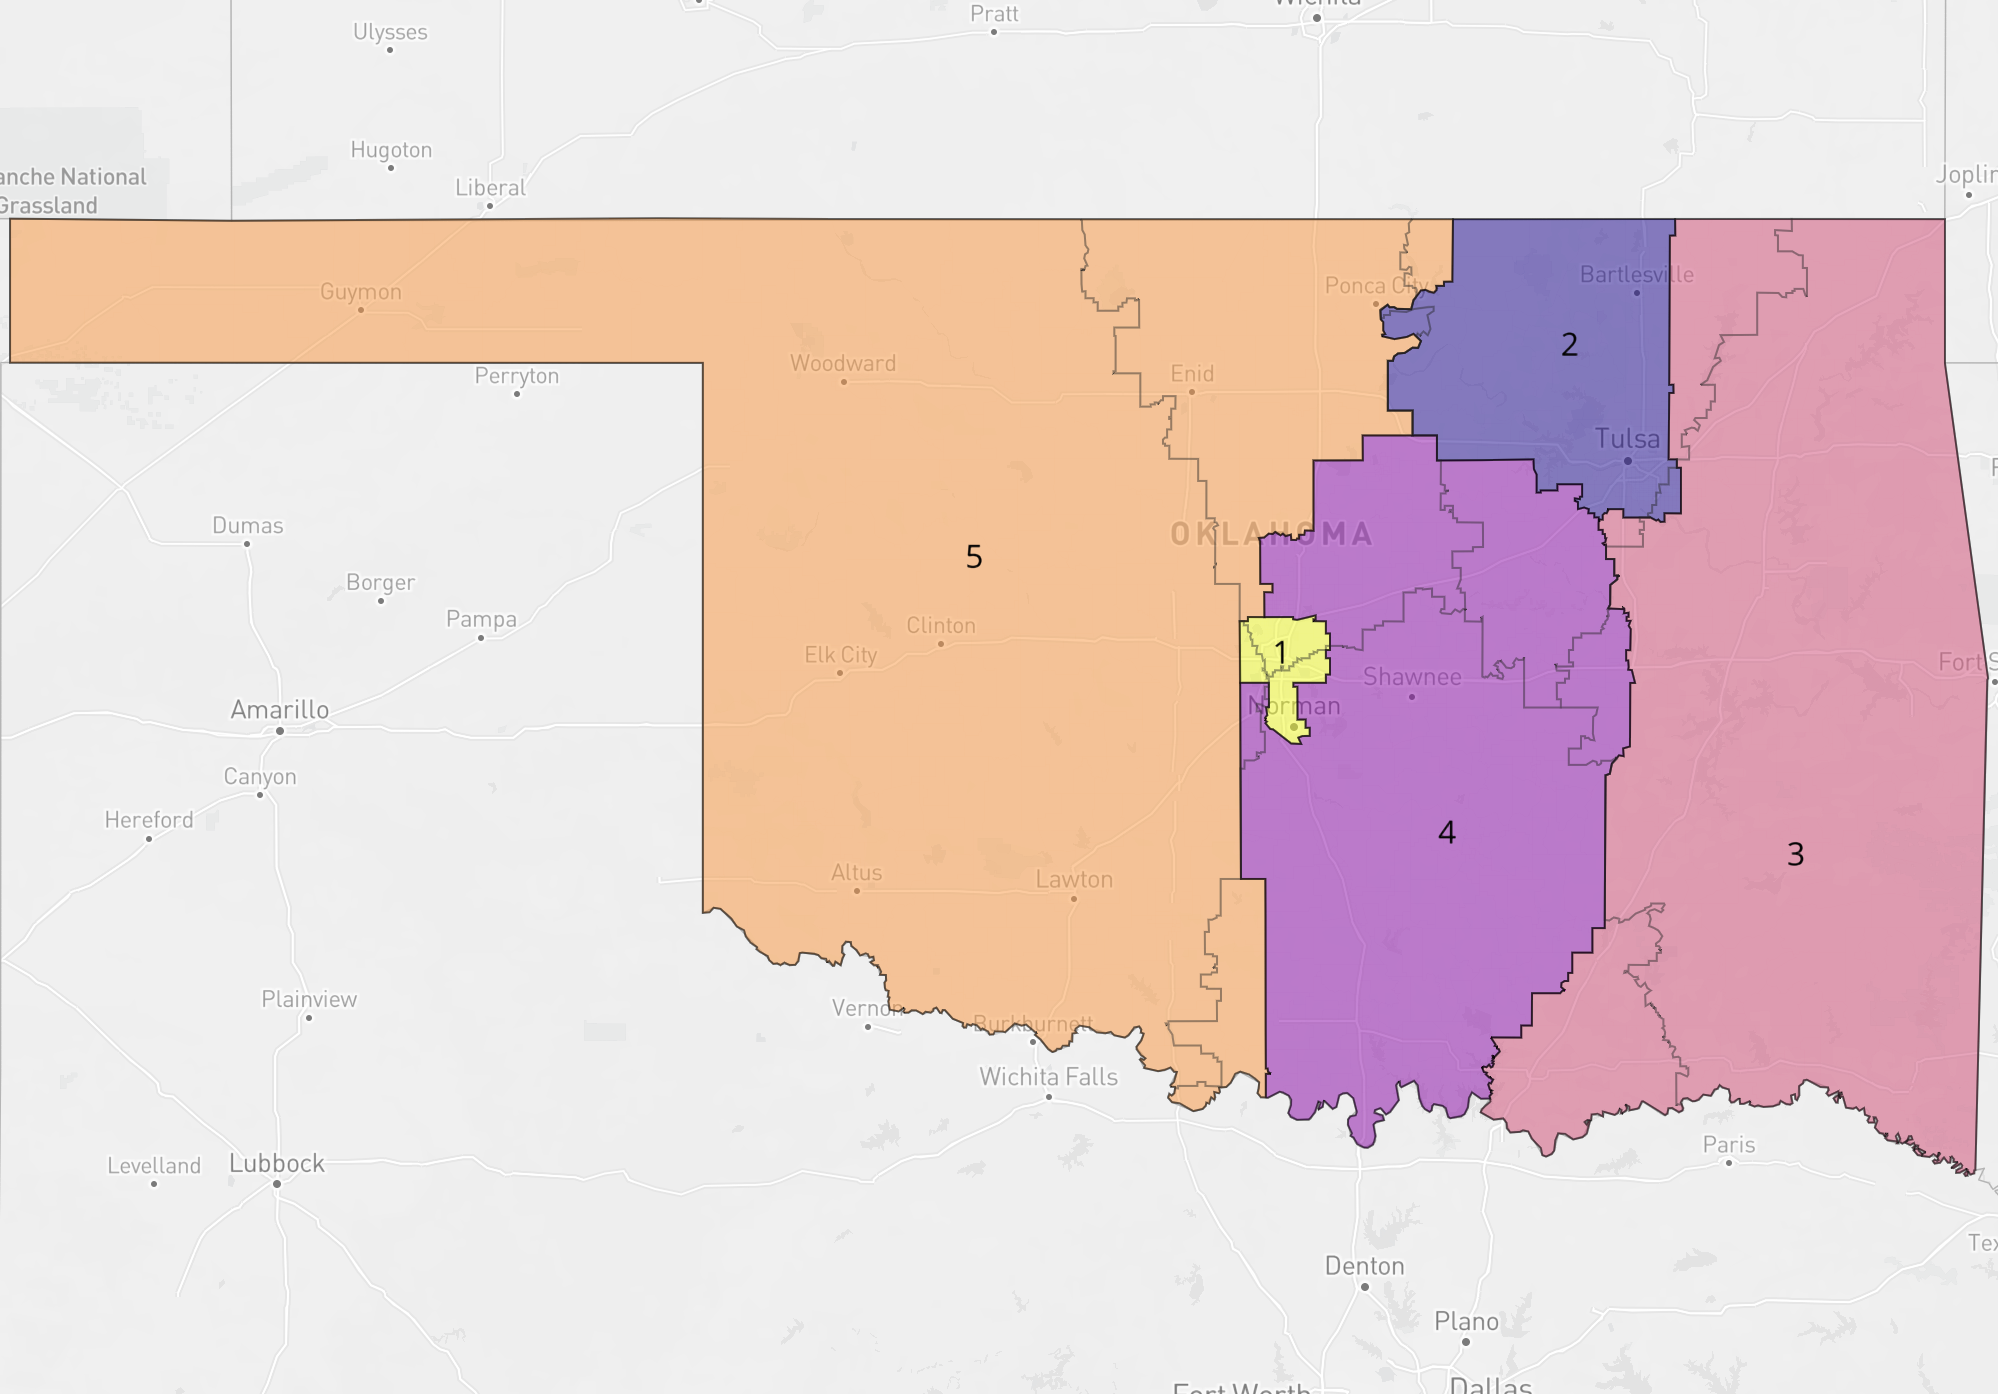 Wichita
Pratt
Ulysses
Hugoton
Liberal
anche National
Grassland
Joplin
Guymon
Bartlesville
Ponca City
Woodward
Perryton
Enid
2
Tulsa
Dumas
OKLAHOMA
5
Borger
Pampa
Clinton
Elk City
1
Fort S
Shawnee
Norman
Amarillo
Canyon
Hereford
4
3
Altus
Lawton
Plainview
Vernon
Burkburnett
Wichita Falls
Levelland
Lubbock
Paris
Tex
Denton
Plano
Fort Worth
Dallas